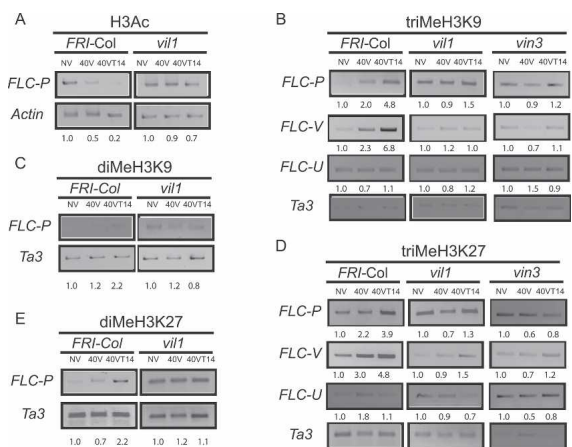 A
H3Ac
FRI-Col vil1
NV 40V 40VT14 NV 40V 40VT14
FLC-P
Actin
1.0 0.5 0.2 1.0 0.9 0.7
B
triMeH3K9
FRI-Col vil1 vin3
NV 40V 40VT14 NV 40V 40VT14 NV 40V 40VT14
FLC-P
1.0 2.0 4.8 1.0 0.9 1.5 1.0 0.9 1.2
FLC-V
1.0 2.3 6.8 1.0 1.2 1.0 1.0 0.7 1.1
FLC-U
1.0 0.7 1.1 1.0 0.8 1.2 1.0 1.5 0.9
Ta3
C
diMeH3K9
FRI-Col vil1
NV 40V 40VT14 NV 40V 40VT14
FLC-P
Ta3
1.0 1.2 2.2 1.0 1.2 0.8
D
triMeH3K27
FRI-Col vil1 vin3
NV 40V 40VT14 NV 40V 40VT14 NV 40V 40VT14
FLC-P
1.0 2.2 3.9 1.0 0.7 1.3 1.0 0.6 0.8
FLC-V
1.0 3.0 4.8 1.0 0.9 1.5 1.0 0.7 1.2
FLC-U
1.0 1.8 1.1 1.0 0.9 0.7 1.0 0.5 0.8
Ta3
E
diMeH3K27
FRI-Col vil1
NV 40V 40VT14 NV 40V 40VT14
FLC-P
Ta3
1.0 0.7 2.2 1.0 1.2 1.1